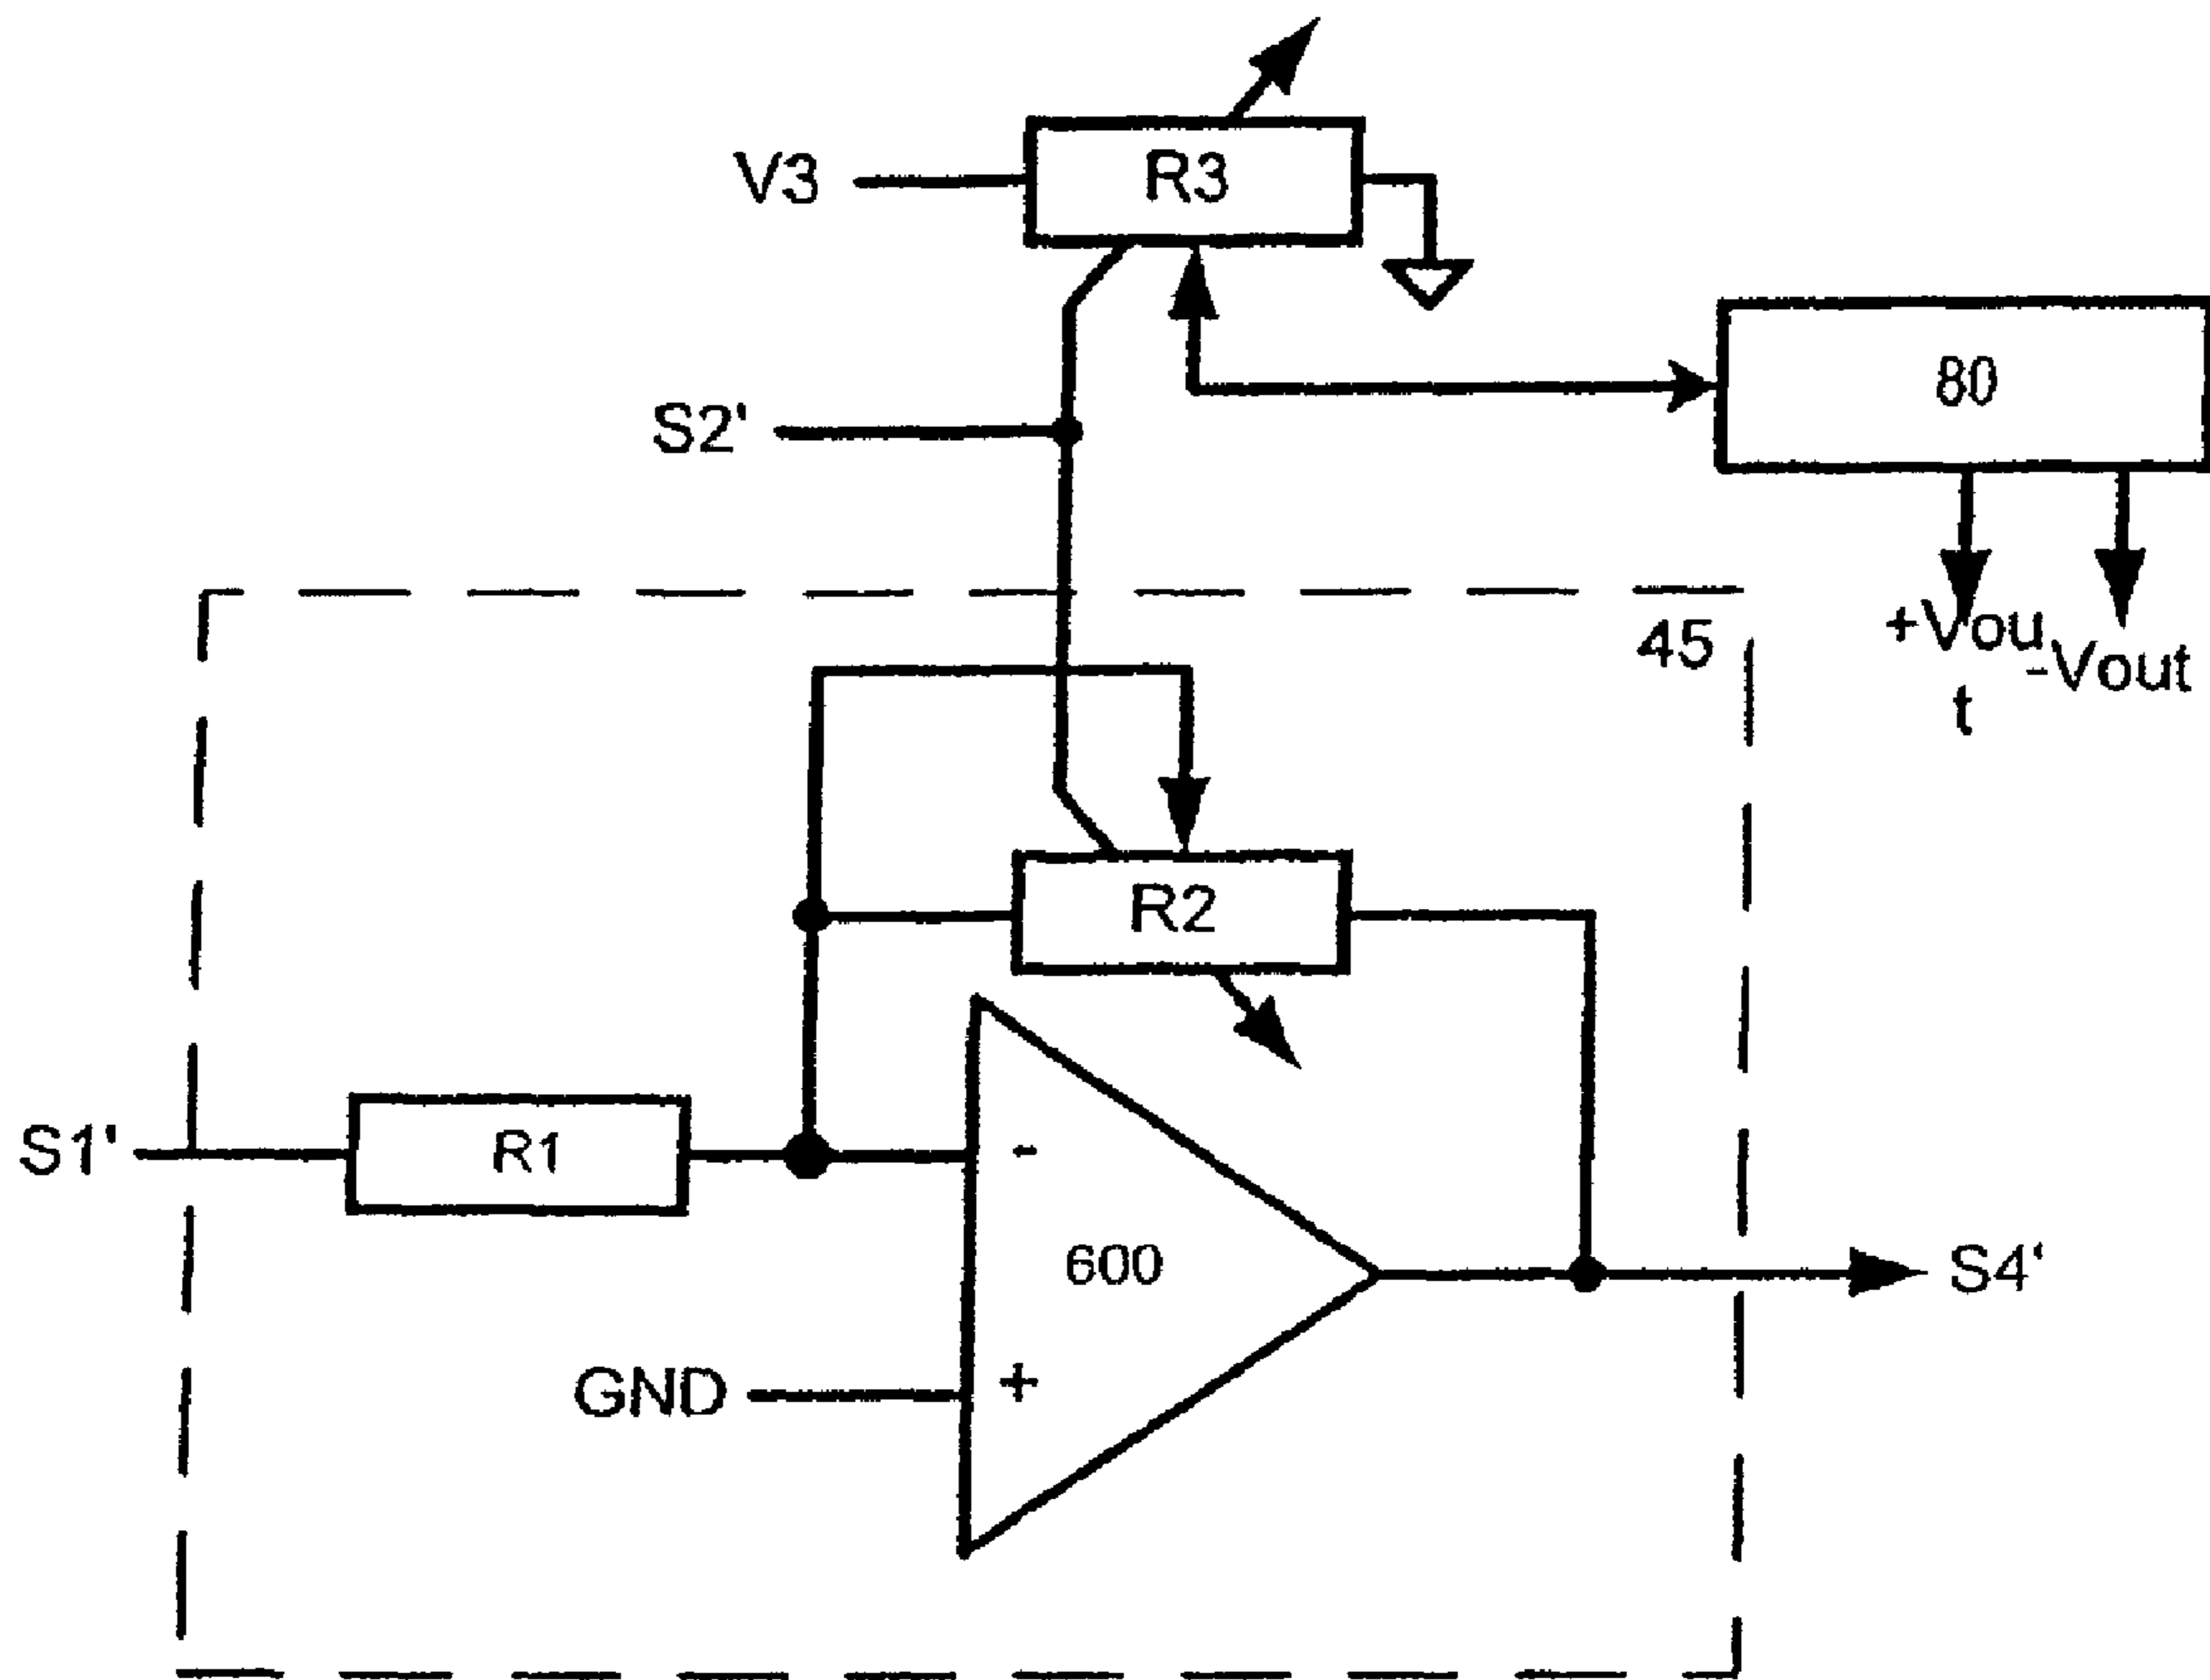 V3
R3
80
S2'
45
+Vou
-Vout
t
R2
S1'
R1
-
600
S4'
GND
+